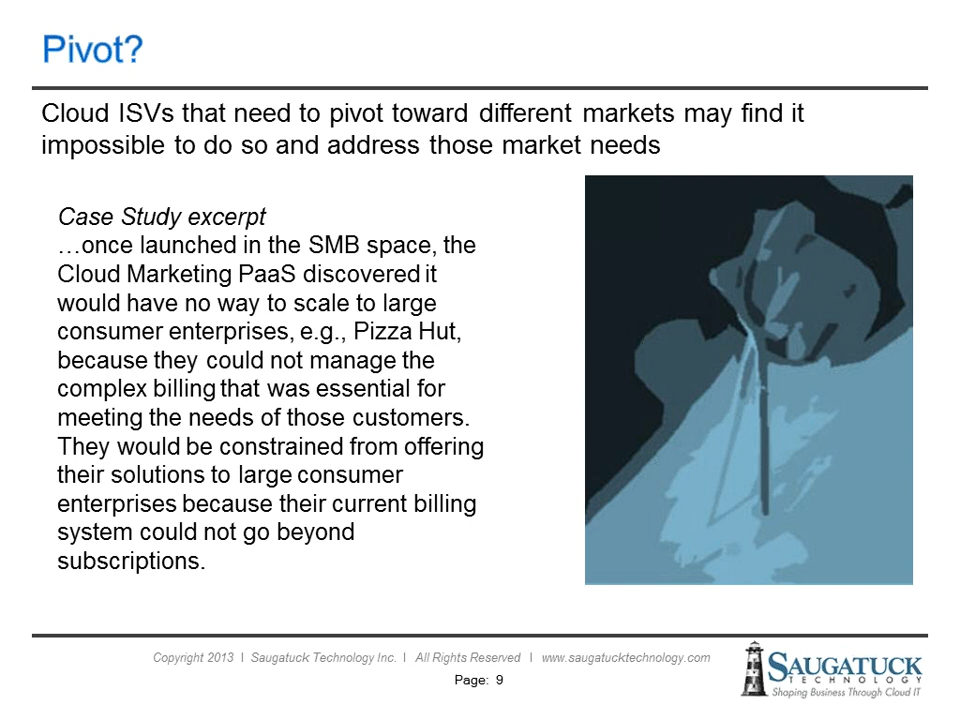 Pivot?
Cloud ISVs that need to pivot toward different markets may find it
impossible to do so and address those market needs
Case Study excerpt
…once launched in the SMB space, the
Cloud Marketing PaaS discovered it
would have no way to scale to large
consumer enterprises, e.g., Pizza Hut,
because they could not manage the
complex billing that was essential for
meeting the needs of those customers.
They would be constrained from offering
their solutions to large consumer
enterprises because their current billing
system could not go beyond
subscriptions.
Copyright 2013 l Saugatuck Technology Inc. l All Rights Reserved l www.saugatucktechnology.com
Page: 9
SAUGATUCK
TECHNOLOGY
Shaping Business Through Cloud IT